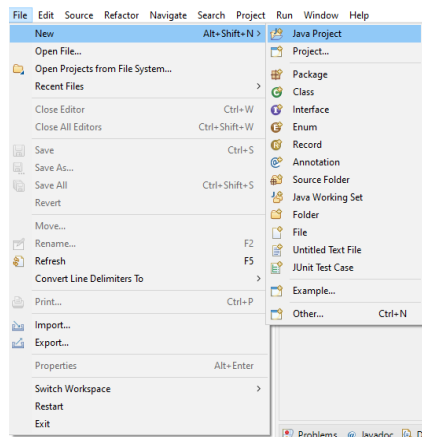 File Edit Source Refactor Navigate Search Project Run Window Help
New Alt+Shift+N >
Open File...
Open Projects from File System...
Recent Files >
Close Editor Ctrl+W
Close All Editors Ctrl+Shift+W
Save Ctrl+S
Save As...
Save All Ctrl+Shift+S
Revert
Move...
Rename... F2
Refresh F5
Convert Line Delimiters To >
Print... Ctrl+P
Import...
Export...
Properties Alt+Enter
Switch Workspace >
Restart
Exit
Java Project
Project...
Package
Class
Interface
Enum
Record
Annotation
Source Folder
Java Working Set
Folder
File
Untitled Text File
JUnit Test Case
Example...
Other... Ctrl+N
Problems @ Javadoc D